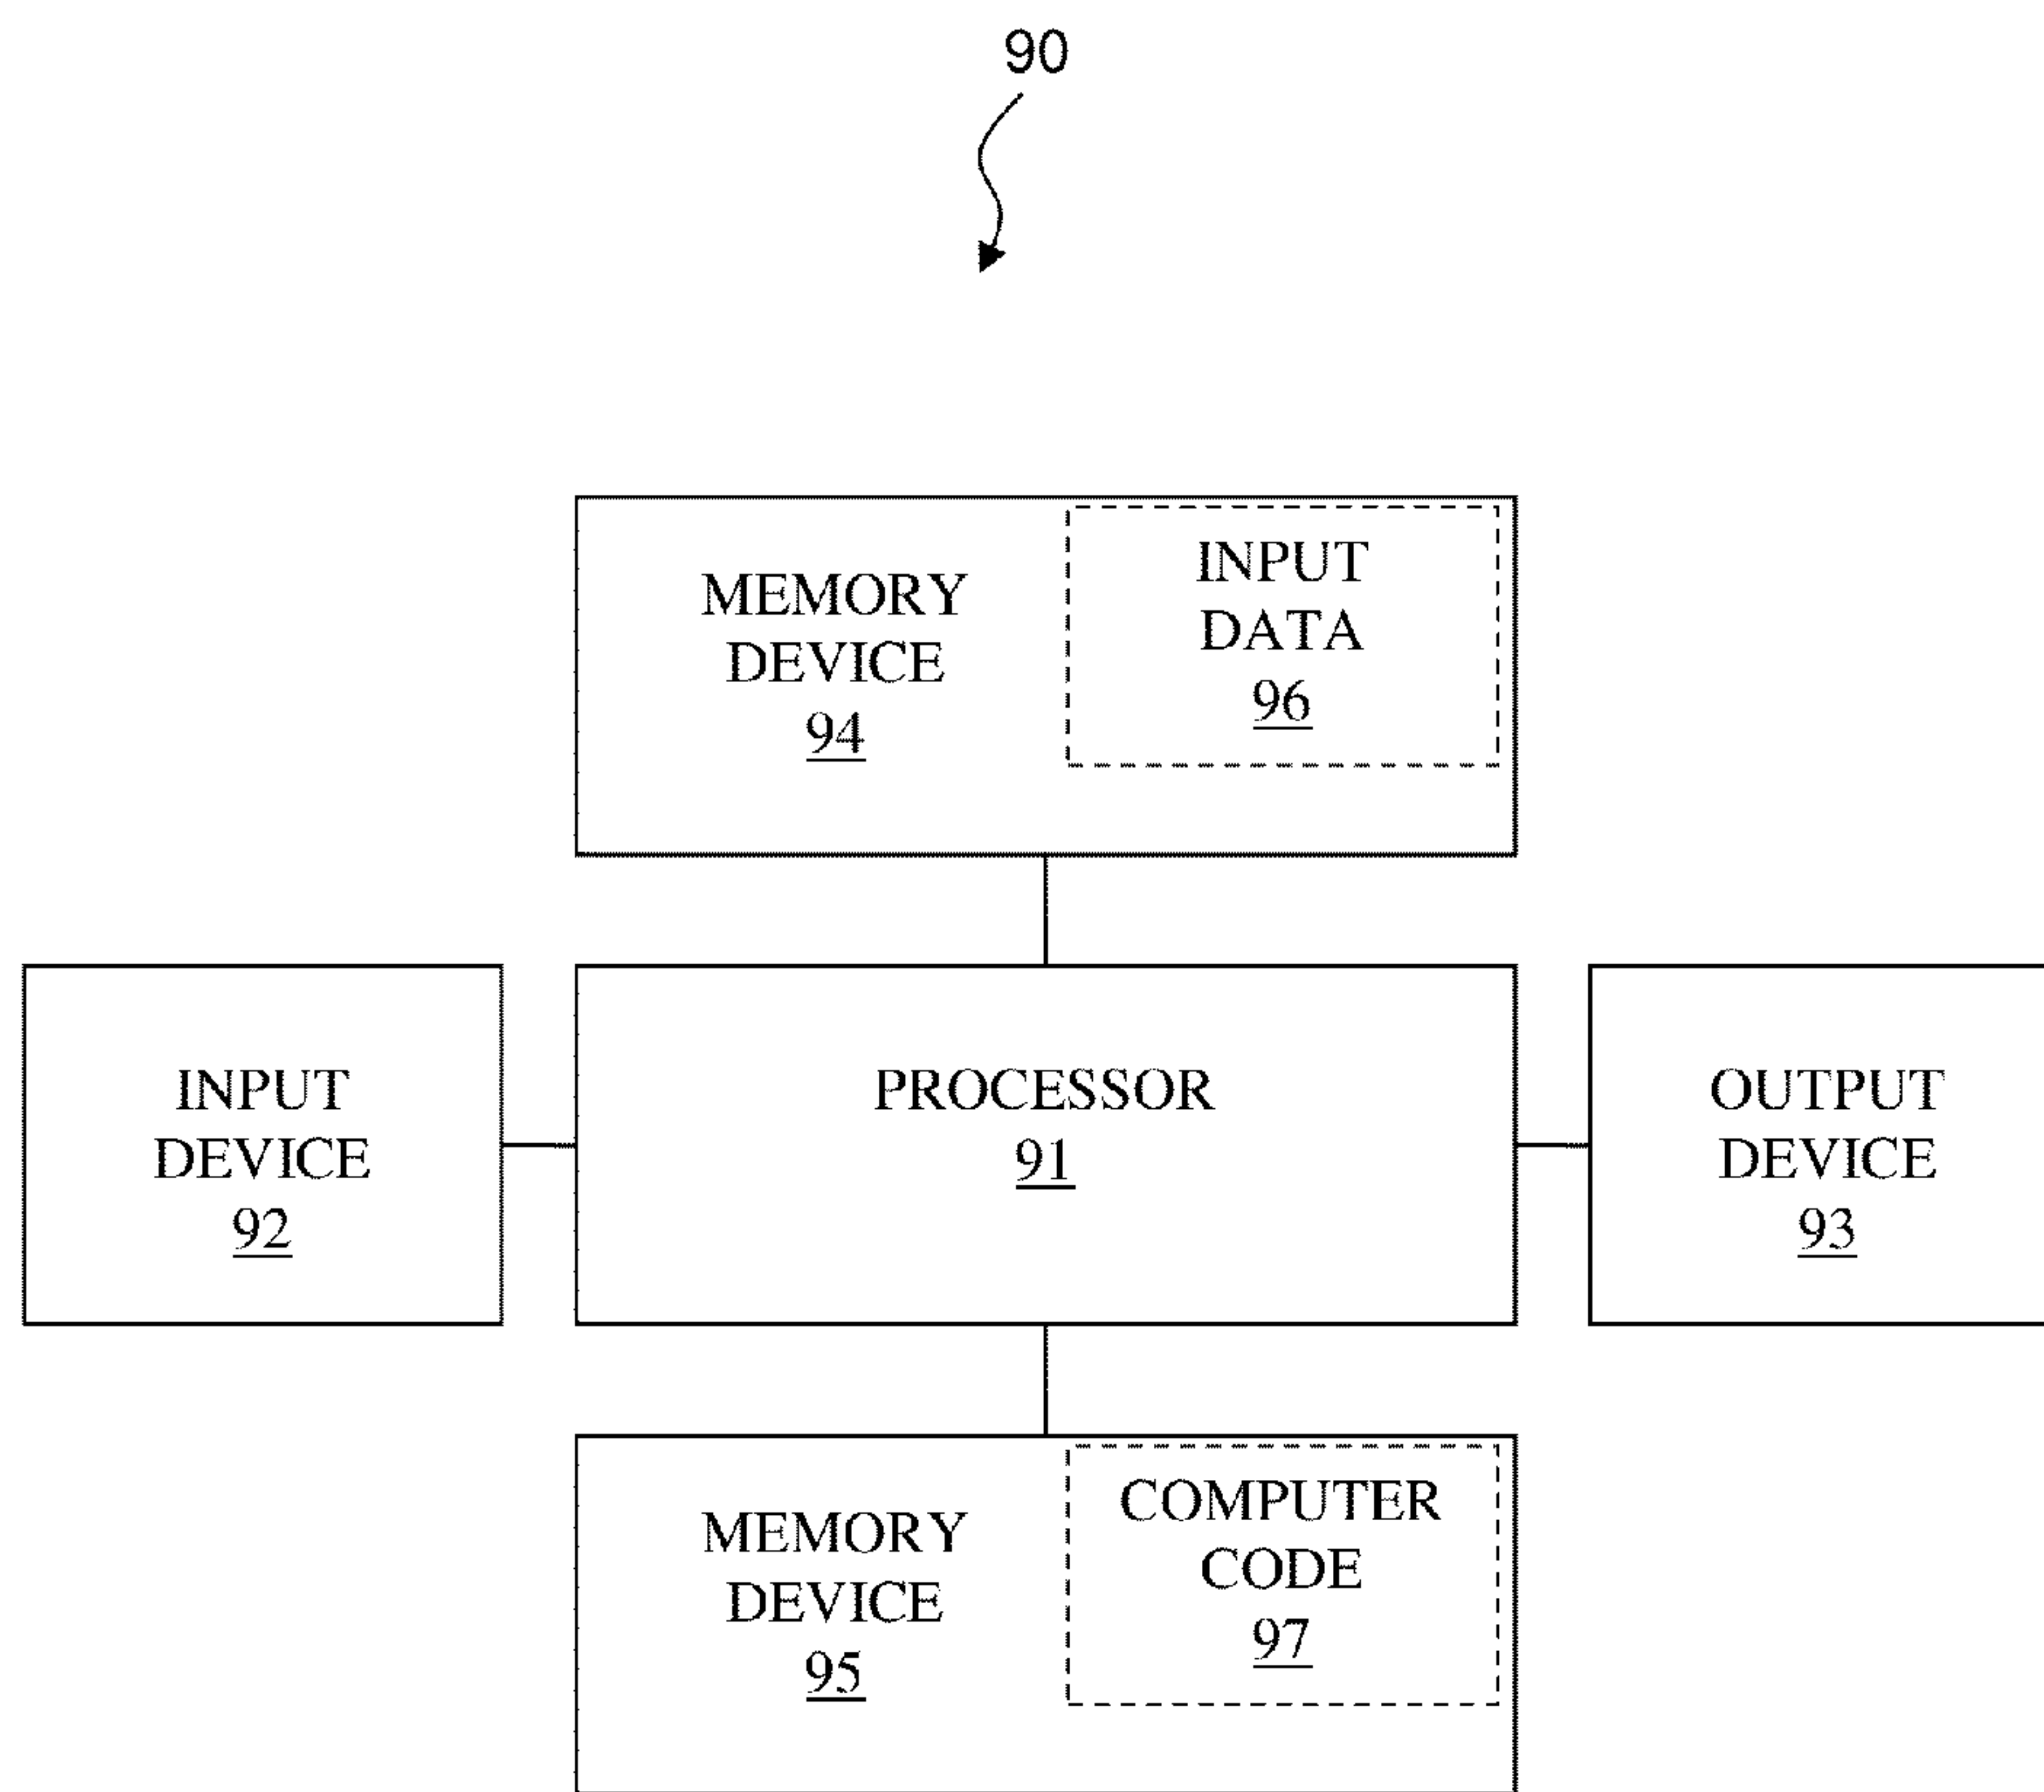 90
MEMORY
DEVICE
94
INPUT
DATA
96
INPUT
DEVICE
92
PROCESSOR
91
OUTPUT
DEVICE
93
MEMORY
DEVICE
95
COMPUTER
CODE
97